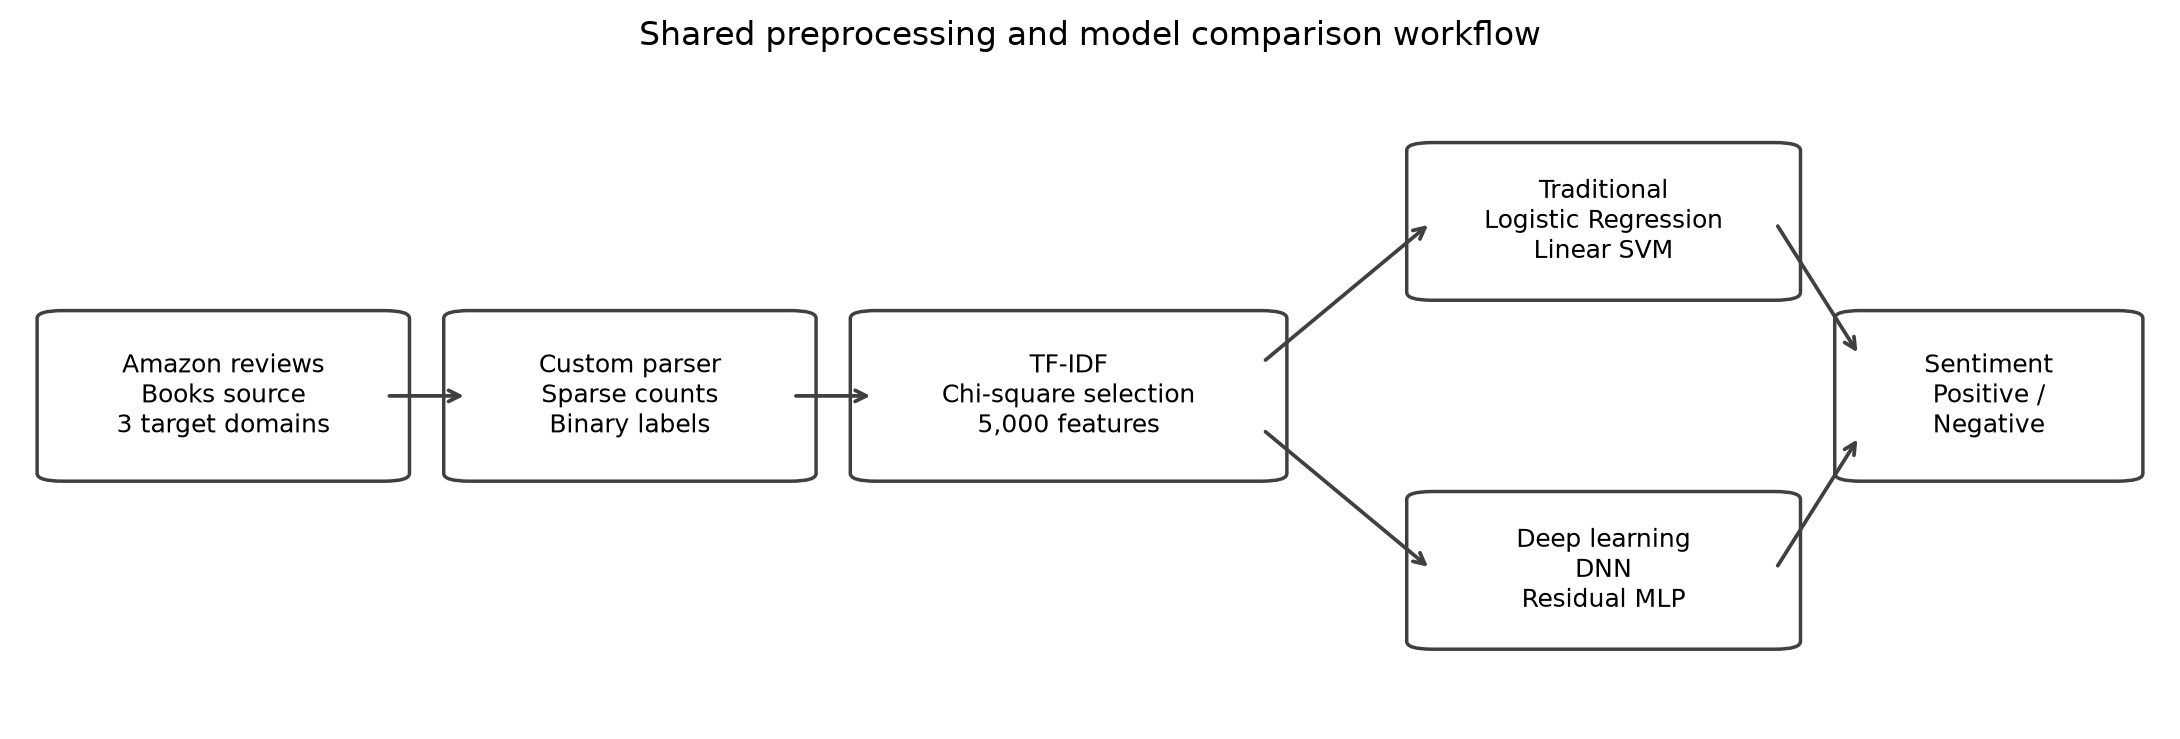 Shared preprocessing and model comparison workflow
Amazon reviews
Books source
3 target domains
Custom parser
Sparse counts
Binary labels
TF-IDF
Chi-square selection
5,000 features
Traditional
Logistic Regression
Linear SVM
Deep learning
DNN
Residual MLP
Sentiment
Positive /
Negative